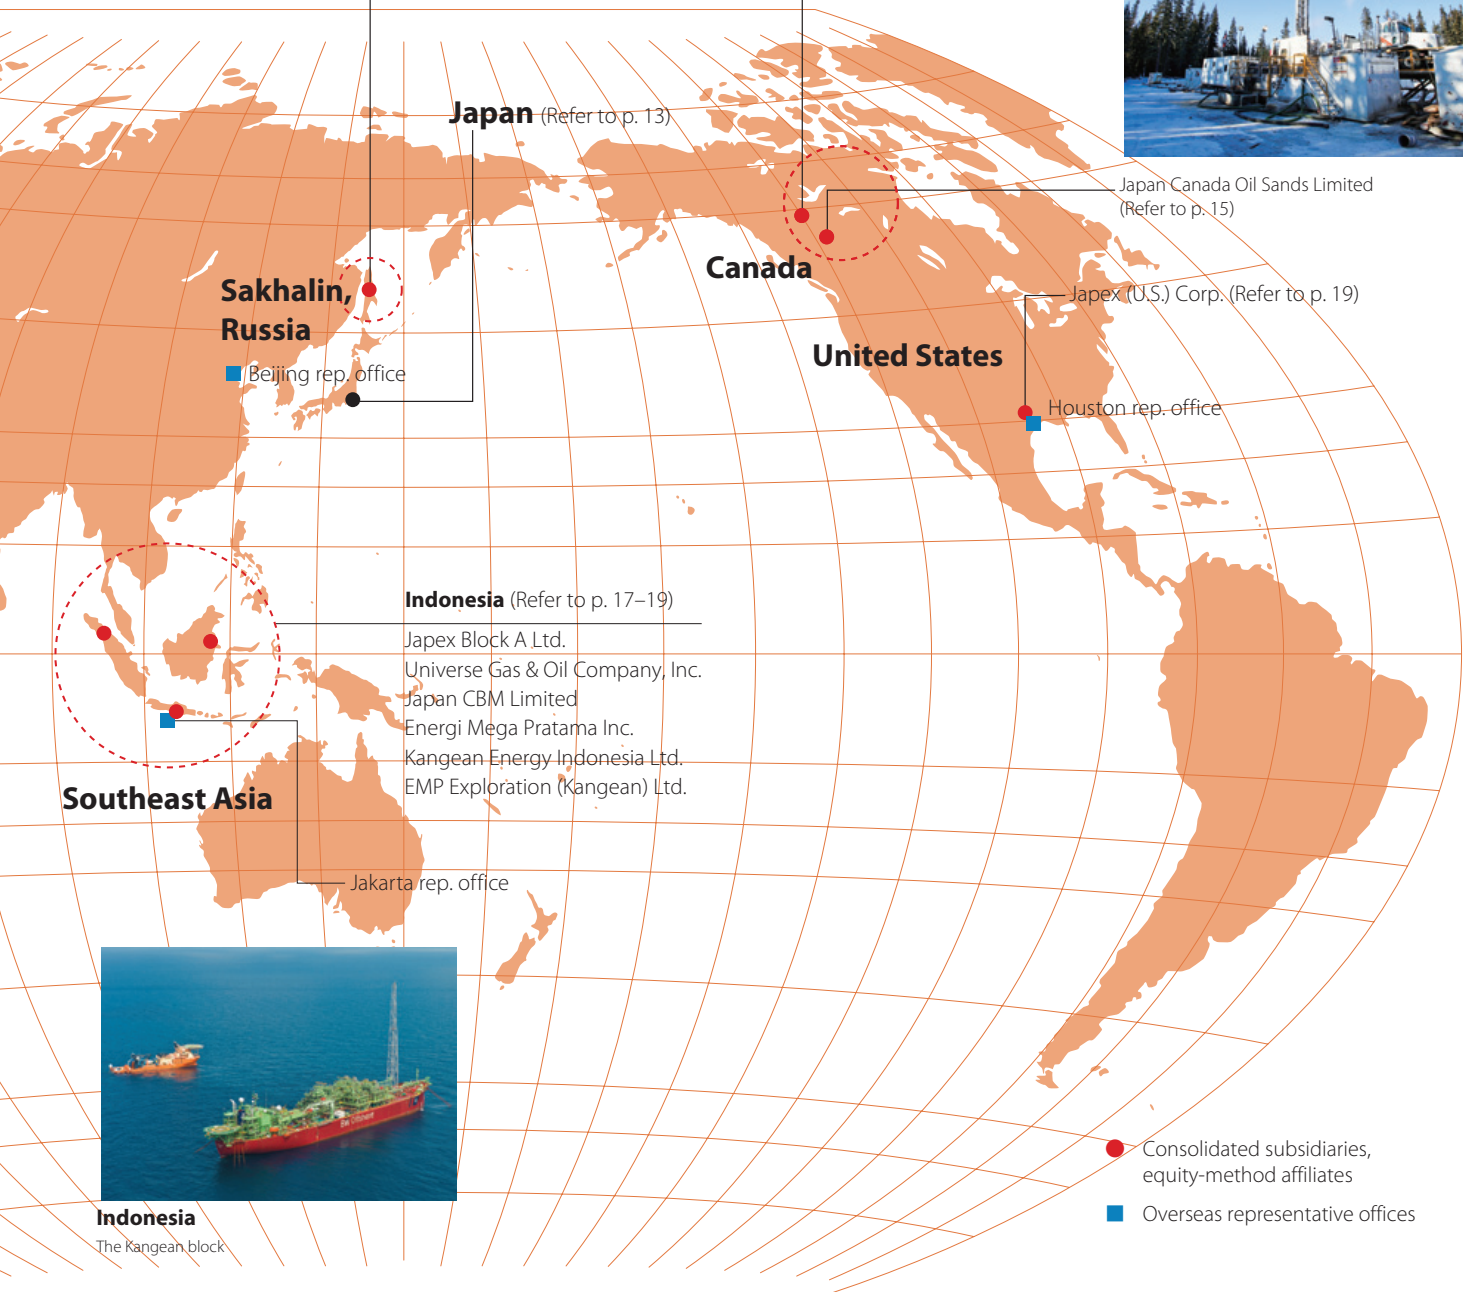 Japan (Refer to p. 13)
Japan Canada Oil Sands Limited
(Refer to p. 15)
Canada
Sakhalin,
Russia
Japex (U.S.) Corp. (Refer to p. 19)
United States
Beijing rep. office
Houston rep. office
Indonesia (Refer to p. 17–19)
Japex Block A Ltd.
Universe Gas & Oil Company, Inc.
Japan CBM Limited
Energi Mega Pratama Inc.
Kangean Energy Indonesia Ltd.
EMP Exploration (Kangean) Ltd.
Southeast Asia
Jakarta rep. office
BW Offshore
Indonesia
The Kangean block
Consolidated subsidiaries,
equity-method affiliates
Overseas representative offices